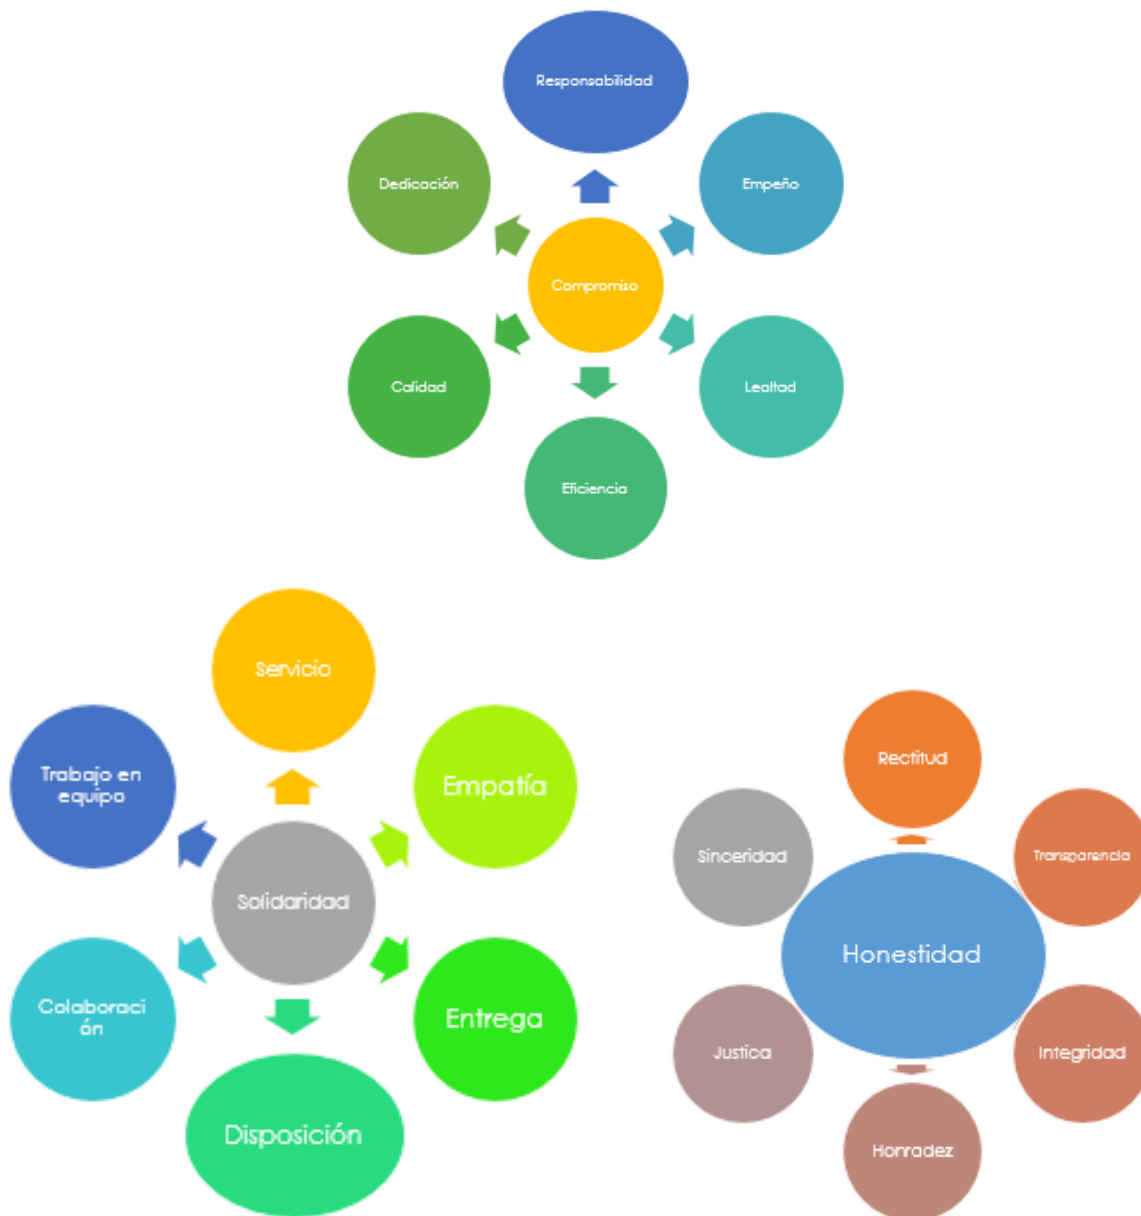 Responsabilidad
Dedicación
Empeño
Compromiso
Calidad
Lealtad
Eficiencia
Servicio
Trabajo en
equipo
Empatía
Solidaridad
Colaboraci
ón
Entrega
Disposición
Rectitud
Sinceridad
Transparencia
Honestidad
Justica
Integridad
Honradez